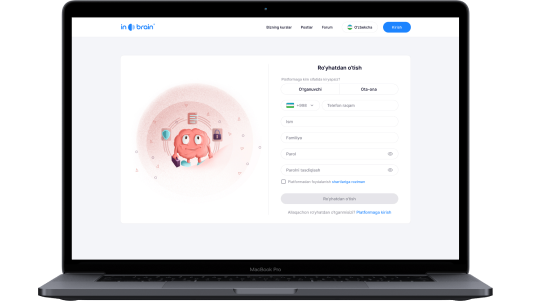 in brain
Bizning kurslar
Testlar
Forum
O'zbekcha
Kirish
Ro'yhatdan o'tish
Platformaga kim sifatida
O'rganuvchi
Ota-ona
+998
Telefon raqam
Ism
Familiya
Parol
Parolni tasdiqlash
Platformadan foydalanish shartlariga roziman
Ro'yhatdan o'tish
Allaqachon ro'yhatdan o'tganmisiz? Platformaga kirish
MacBook Pro